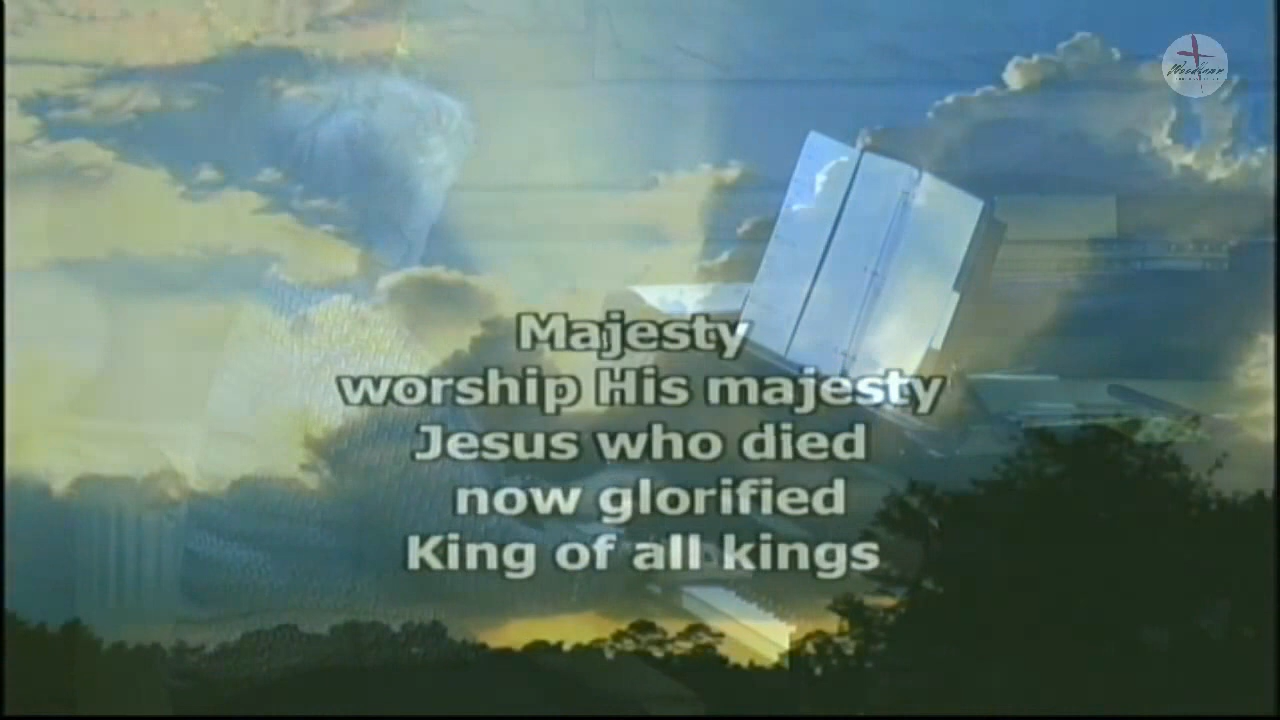 Majesty
worship His majesty
Jesus who died
now glorified
King of all kings